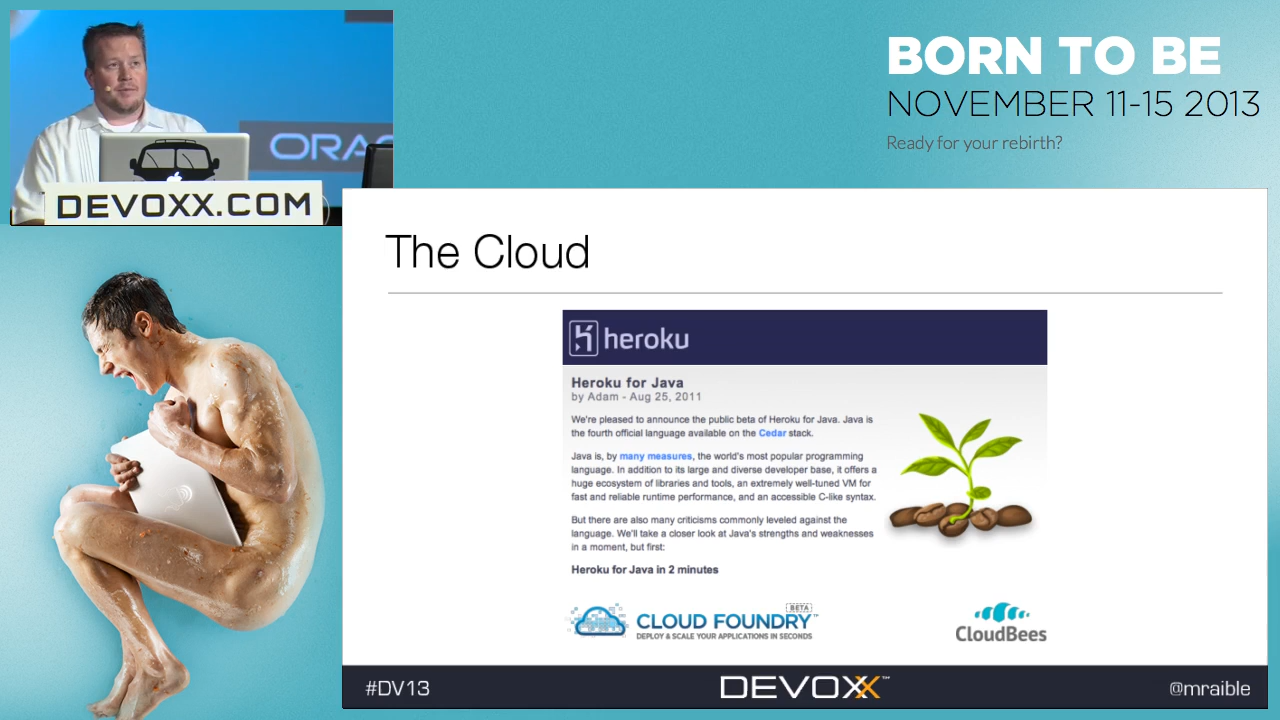 BORN TO BE
NOVEMBER 11-15 2013
Ready for your rebirth?
ORA
DEVOXX.COM
The Cloud
heroku
Heroku for Java
by Adam - Aug 25, 2011
We're pleased to announce the public beta of Heroku for Java. Java is
the fourth official language available on the Cedar stack.
Java is, by many measures, the world's most popular programming
language. In addition to its large and diverse developer base, it offers a
huge ecosystem of libraries and tools, an extremely well-tuned VM for
fast and reliable runtime performance, and an accessible C-like syntax.
But there are also many criticisms commonly leveled against the
language. We'll take a closer look at Java's strengths and weaknesses
in a moment, but first:
Heroku for Java in 2 minutes
BETA
CLOUD FOUNDRY™
DEPLOY & SCALE YOUR APPLICATIONS IN SECONDS
CloudBees
#DV13
DEVOXX™
@mraible